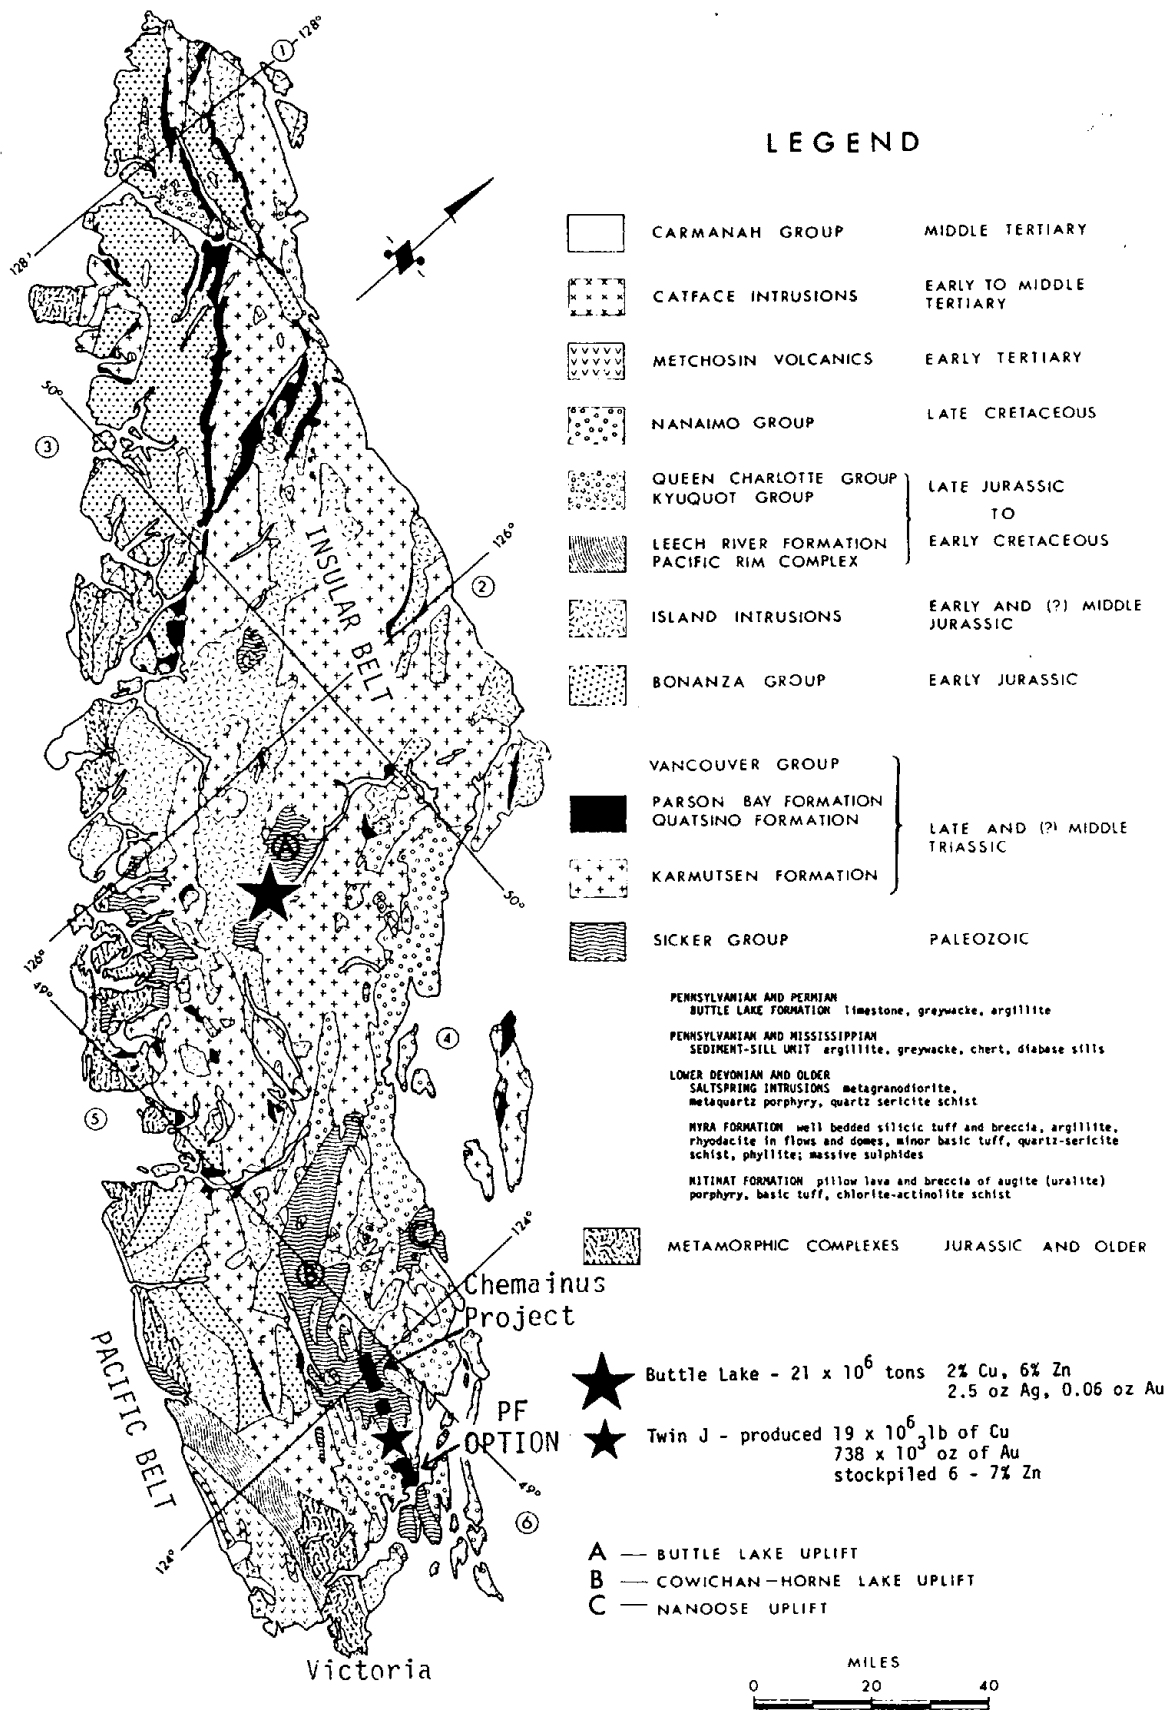 1
128°
128°
50°
3
INSULAR BELT
126°
2
A
50°
126°
49°
4
5
C
124°
B
Chemainus
Project
PACIFIC BELT
PF
OPTION
49°
6
124°
Victoria
LEGEND
CARMANAH GROUP MIDDLE TERTIARY
CATFACE INTRUSIONS EARLY TO MIDDLE
TERTIARY
METCHOSIN VOLCANICS EARLY TERTIARY
NANAIMO GROUP LATE CRETACEOUS
QUEEN CHARLOTTE GROUP
KYUQUOT GROUP
LATE JURASSIC
TO
EARLY CRETACEOUS
LEECH RIVER FORMATION
PACIFIC RIM COMPLEX
ISLAND INTRUSIONS EARLY AND (?) MIDDLE
JURASSIC
BONANZA GROUP EARLY JURASSIC
VANCOUVER GROUP
PARSON BAY FORMATION
QUATSINO FORMATION
LATE AND (?) MIDDLE
TRIASSIC
KARMUTSEN FORMATION
SICKER GROUP PALEOZOIC
PENNSYLVANIAN AND PERMIAN
BUTTLE LAKE FORMATION limestone, greywacke, argillite
PENNSYLVANIAN AND MISSISSIPPIAN
SEDIMENT-SILL UNIT argillite, greywacke, chert, diabase sills
LOWER DEVONIAN AND OLDER
SALTSPRING INTRUSIONS metagranodiorite,
metaquartz porphyry, quartz sericite schist
MYRA FORMATION well bedded silicic tuff and breccia, argillite,
rhyodacite in flows and domes, minor basic tuff, quartz-sericite
schist, phyllite; massive sulphides
NITINAT FORMATION pillow lava and breccia of augite (uralite)
porphyry, basic tuff, chlorite-actinolite schist
METAMORPHIC COMPLEXES JURASSIC AND OLDER
Buttle Lake - 21 x 10⁶ tons 2% Cu, 6% Zn
2.5 oz Ag, 0.06 oz Au
Twin J - produced 19 x 10⁶ lb of Cu
738 x 10³ oz of Au
stockpiled 6 - 7% Zn
A — BUTTLE LAKE UPLIFT
B — COWICHAN-HORNE LAKE UPLIFT
C — NANOOSE UPLIFT
MILES
0 20 40